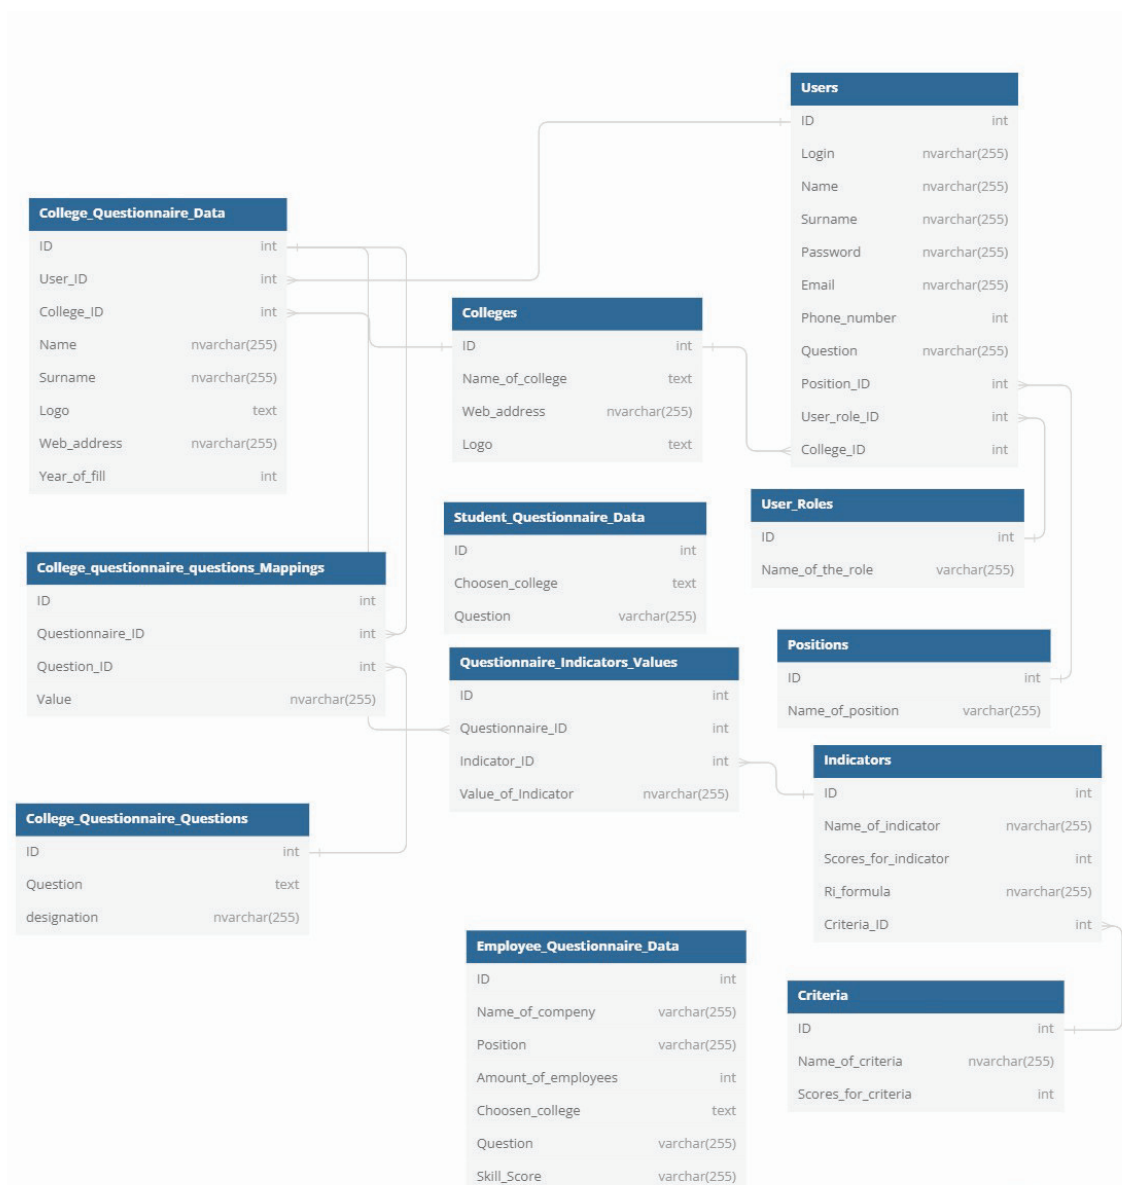 Users
ID int
Login nvarchar(255)
Name nvarchar(255)
Surname nvarchar(255)
Password nvarchar(255)
Email nvarchar(255)
Phone_number int
Question nvarchar(255)
Position_ID int
User_role_ID int
College_ID int
College_Questionnaire_Data
ID int
User_ID int
College_ID int
Name nvarchar(255)
Surname nvarchar(255)
Logo text
Web_address nvarchar(255)
Year_of_fill int
Colleges
ID int
Name_of_college text
Web_address nvarchar(255)
Logo text
Student_Questionnaire_Data
ID int
Choosen_college text
Question varchar(255)
User_Roles
ID int
Name_of_the_role varchar(255)
College_questionnaire_questions_Mappings
ID int
Questionnaire_ID int
Question_ID int
Value nvarchar(255)
Questionnaire_Indicators_Values
ID int
Questionnaire_ID int
Indicator_ID int
Value_of_Indicator nvarchar(255)
Positions
ID int
Name_of_position varchar(255)
Indicators
ID int
Name_of_indicator nvarchar(255)
Scores_for_indicator int
Ri_formula nvarchar(255)
Criteria_ID int
College_Questionnaire_Questions
ID int
Question text
designation nvarchar(255)
Employee_Questionnaire_Data
ID int
Name_of_compeny varchar(255)
Position varchar(255)
Amount_of_employees int
Choosen_college text
Question varchar(255)
Skill_Score varchar(255)
Criteria
ID int
Name_of_criteria nvarchar(255)
Scores_for_criteria int